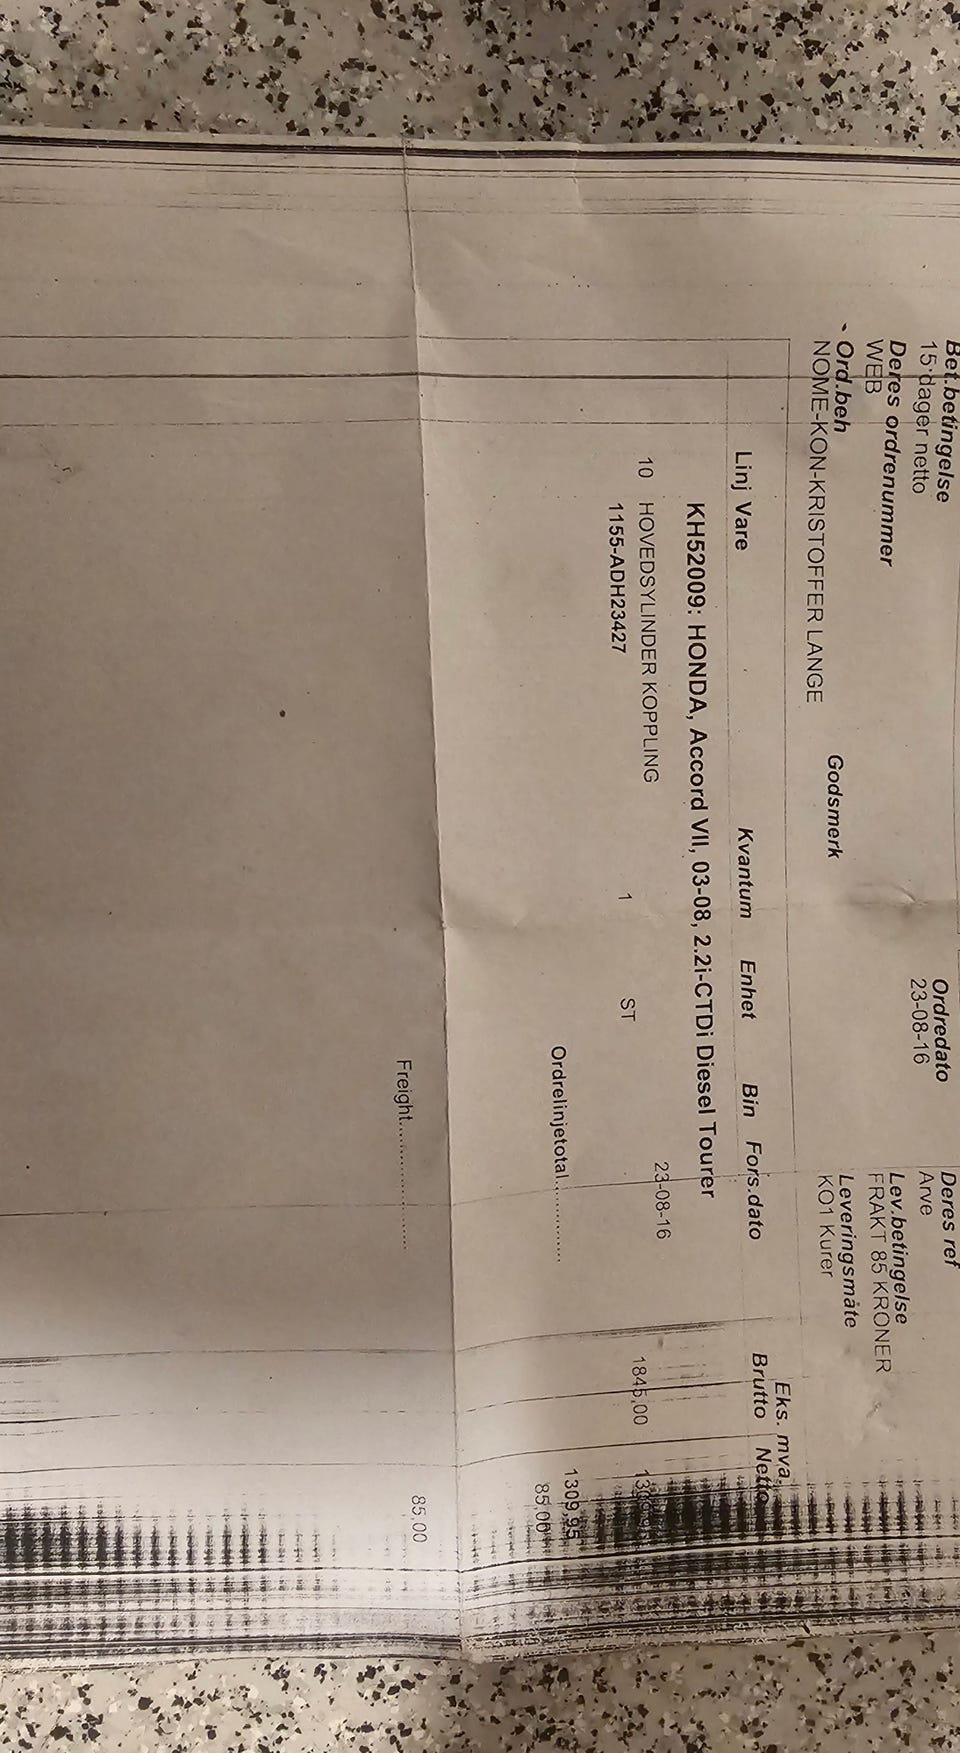 Bet.betingelse Ordredato Deres ref
15 dager netto 23-08-16 Arve
Deres ordrenummer Lev.betingelse
WEB FRAKT 85 KRONER
Ord.beh Godsmerk Leveringsmåte
NOME-KON-KRISTOFFER LANGE KO1 Kurer
Eks. mva.
Linj Vare Kvantum Enhet Bin Fors.dato Brutto Netto
KH52009: HONDA, Accord VII, 03-08, 2.2i-CTDi Diesel Tourer
10 HOVEDSYLINDER KOPPLING 23-08-16
1155-ADH23427 1 ST 1845,00
Ordrelinjetotal............ 1309,95
85,00
Freight..................... 85,00